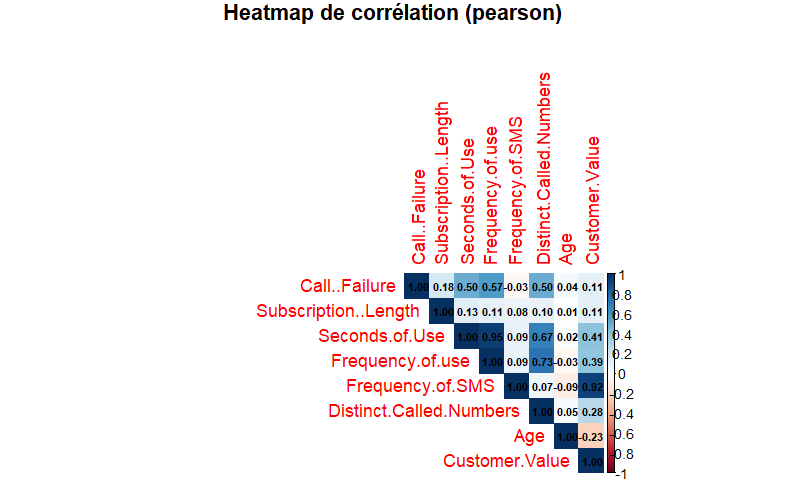 Heatmap de corrélation (pearson)
Call..Failure
Subscription..Length
Seconds.of.Use
Frequency.of.use
Frequency.of.SMS
Distinct.Called.Numbers
Age
Customer.Value
Call..Failure 1.00 0.18 0.50 0.57 -0.03 0.50 0.04 0.11
Subscription..Length 1.00 0.13 0.11 0.08 0.10 0.01 0.11
Seconds.of.Use 1.00 0.95 0.09 0.67 0.02 0.41
Frequency.of.use 1.00 0.09 0.73 -0.03 0.39
Frequency.of.SMS 1.00 0.07 -0.09 0.92
Distinct.Called.Numbers 1.00 0.05 0.28
Age 1.00 -0.23
Customer.Value 1.00
1
0.8
0.6
0.4
0.2
0
-0.2
-0.4
-0.6
-0.8
-1